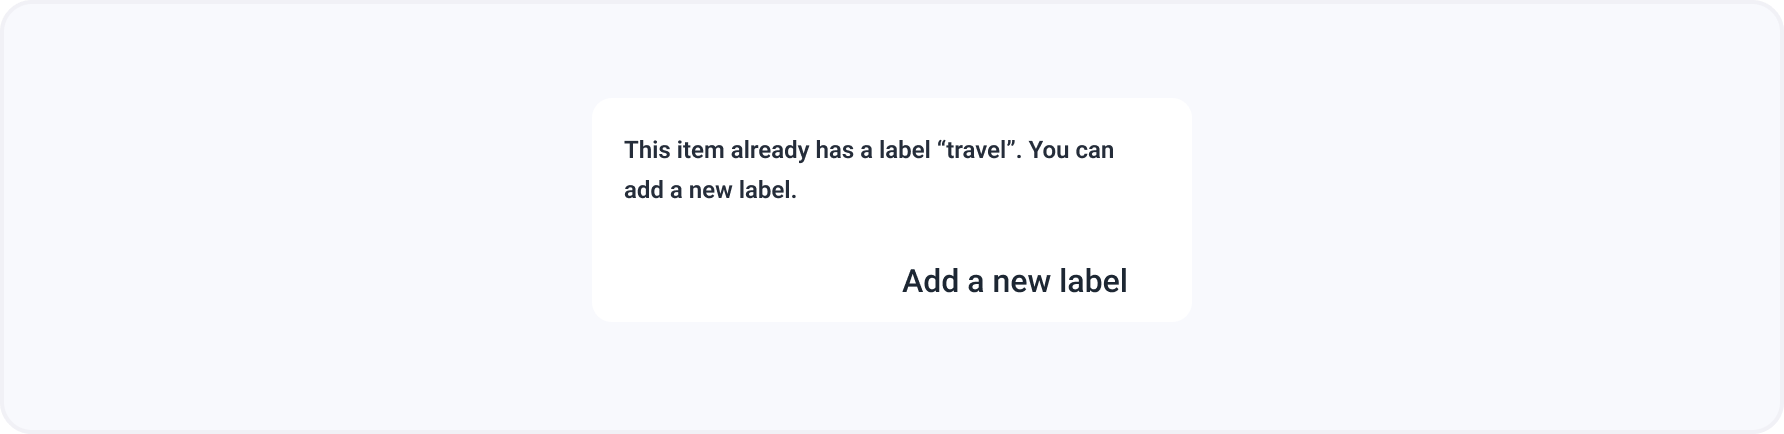 This item already has a label “travel”. You can
add a new label.
Add a new label